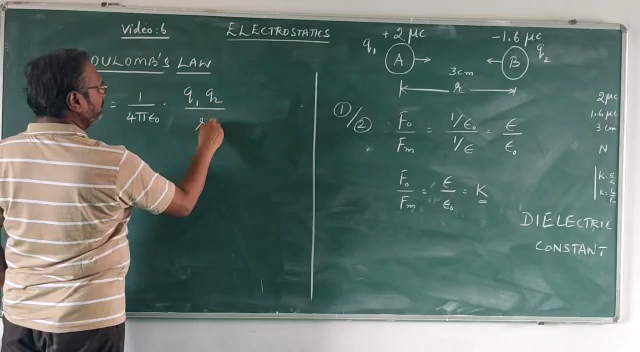 Video:6
ELECTROSTATICS
OULOMB'S LAW
= 1/4πε₀ · q₁ q₂/r
q₁ +2 μc
A
-1.6 μc
B q₂
3cm
r
①/② F₀/Fₘ = 1/ε₀ / 1/ε = ε/ε₀
F₀/Fₘ = ε/ε₀ = K
DIELECTRIC
CONSTANT
2μc
1.6μc
3 cm
N